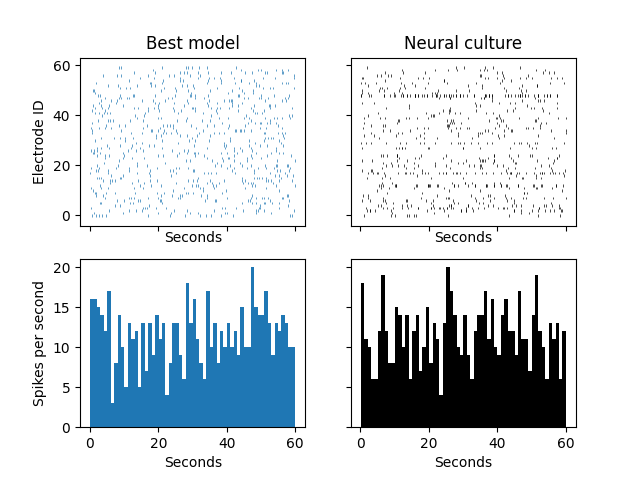 Best model
Neural culture
Electrode ID
60
40
20
0
Seconds
Seconds
Spikes per second
20
15
10
5
0
0 20 40 60
0 20 40 60
Seconds
Seconds